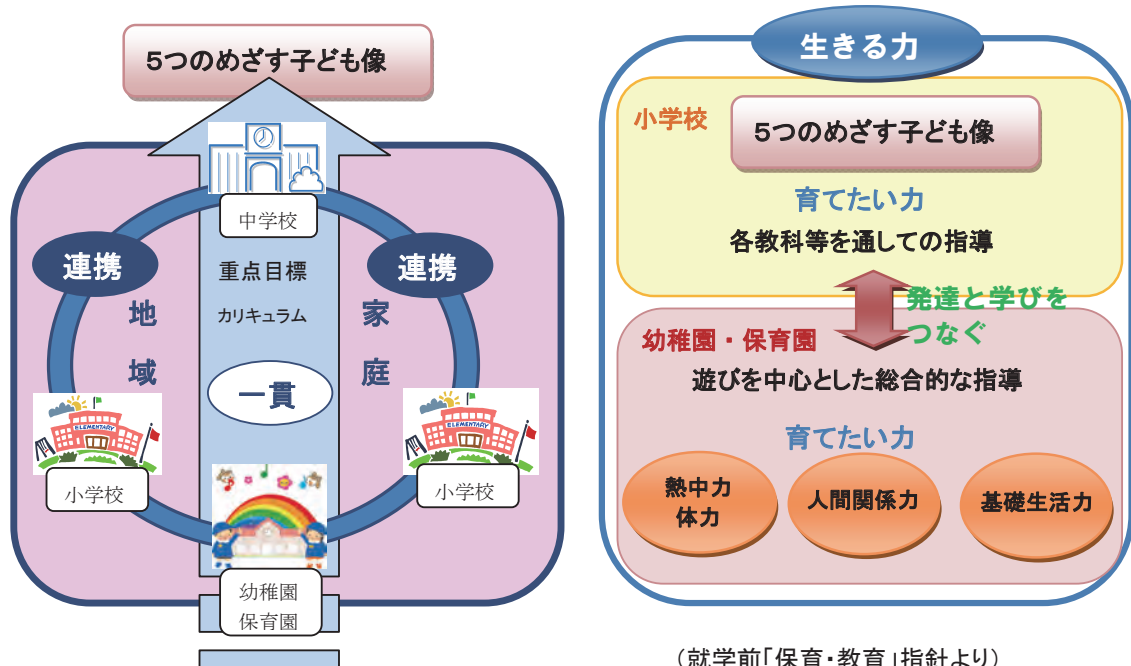 ５つのめざす子ども像
中学校
連携
連携
重点目標
カリキュラム
地域
家庭
一貫
ELEMENTARY
小学校
ELEMENTARY
小学校
幼稚園
保育園
生きる力
小学校
５つのめざす子ども像
育てたい力
各教科等を通しての指導
発達と学びを
つなぐ
幼稚園・保育園
遊びを中心とした総合的な指導
育てたい力
熱中力
体力
人間関係力
基礎生活力
（就学前「保育・教育」指針より）